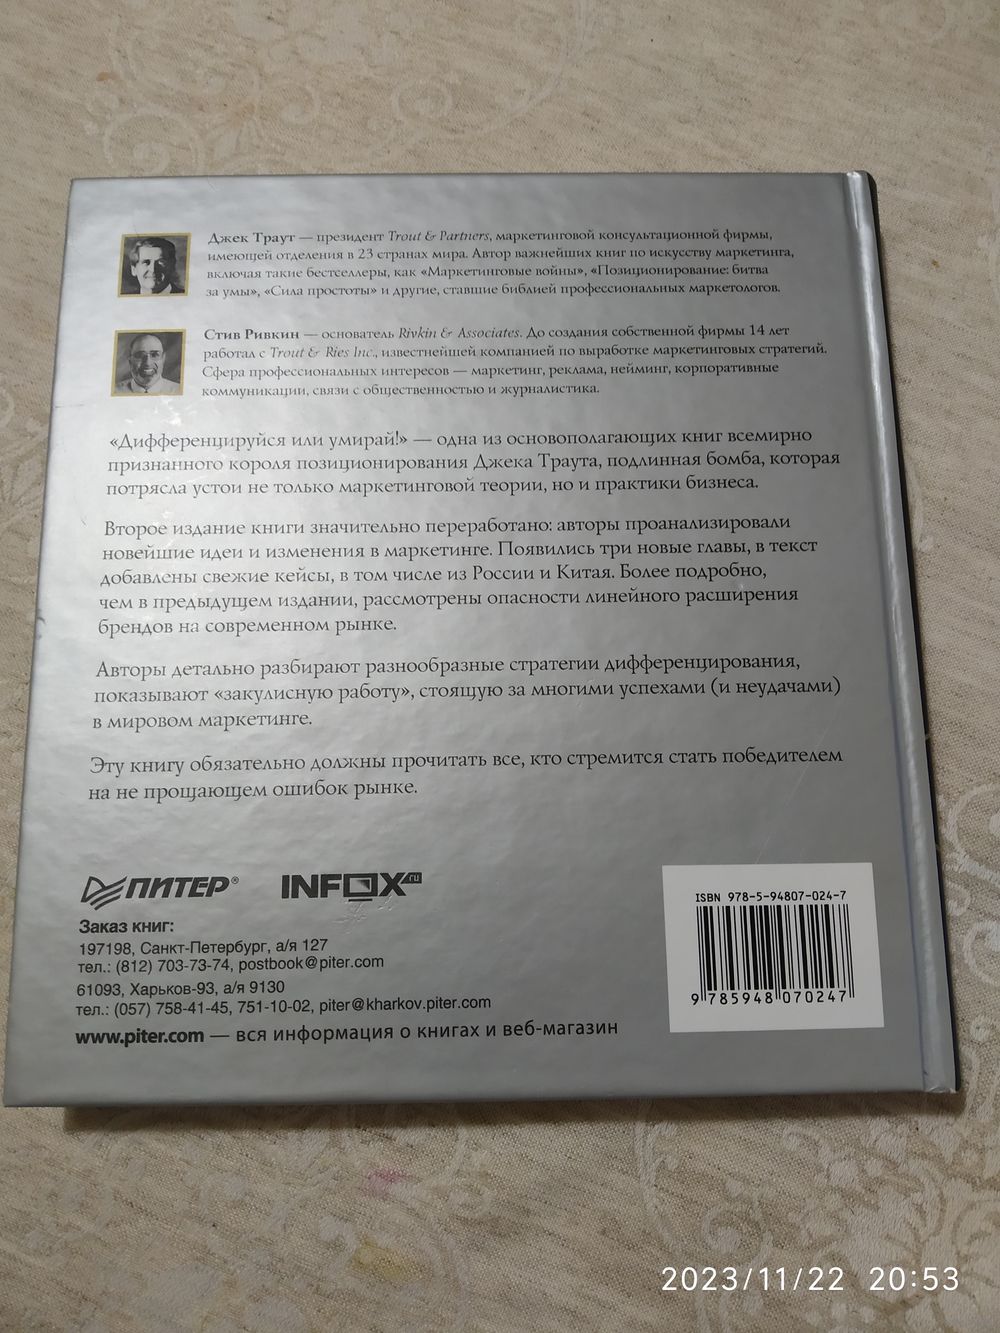 Джек Траут — президент Trout & Partners, маркетинговой консультационной фирмы,
имеющей отделения в 23 странах мира. Автор важнейших книг по искусству маркетинга,
включая такие бестселлеры, как «Маркетинговые войны», «Позиционирование: битва
за умы», «Сила простоты» и другие, ставшие библией профессиональных маркетологов.
Стив Ривкин — основатель Rivkin & Associates. До создания собственной фирмы 14 лет
работал с Trout & Ries Inc., известнейшей компанией по выработке маркетинговых стратегий.
Сфера профессиональных интересов — маркетинг, реклама, нейминг, корпоративные
коммуникации, связи с общественностью и журналистика.
«Дифференцируйся или умирай!» — одна из основополагающих книг всемирно
признанного короля позиционирования Джека Траута, подлинная бомба, которая
потрясла устои не только маркетинговой теории, но и практики бизнеса.
Второе издание книги значительно переработано: авторы проанализировали
новейшие идеи и изменения в маркетинге. Появились три новые главы, в текст
добавлены свежие кейсы, в том числе из России и Китая. Более подробно,
чем в предыдущем издании, рассмотрены опасности линейного расширения
брендов на современном рынке.
Авторы детально разбирают разнообразные стратегии дифференцирования,
показывают «закулисную работу», стоящую за многими успехами (и неудачами)
в мировом маркетинге.
Эту книгу обязательно должны прочитать все, кто стремится стать победителем
на не прощающем ошибок рынке.
ПИТЕР® INFOX.ru
Заказ книг:
197198, Санкт-Петербург, а/я 127
тел.: (812) 703-73-74, postbook@piter.com
61093, Харьков-93, а/я 9130
тел.: (057) 758-41-45, 751-10-02, piter@kharkov.piter.com
www.piter.com — вся информация о книгах и веб-магазин
ISBN 978-5-94807-024-7
9 785948 070247
2023/11/22 20:53